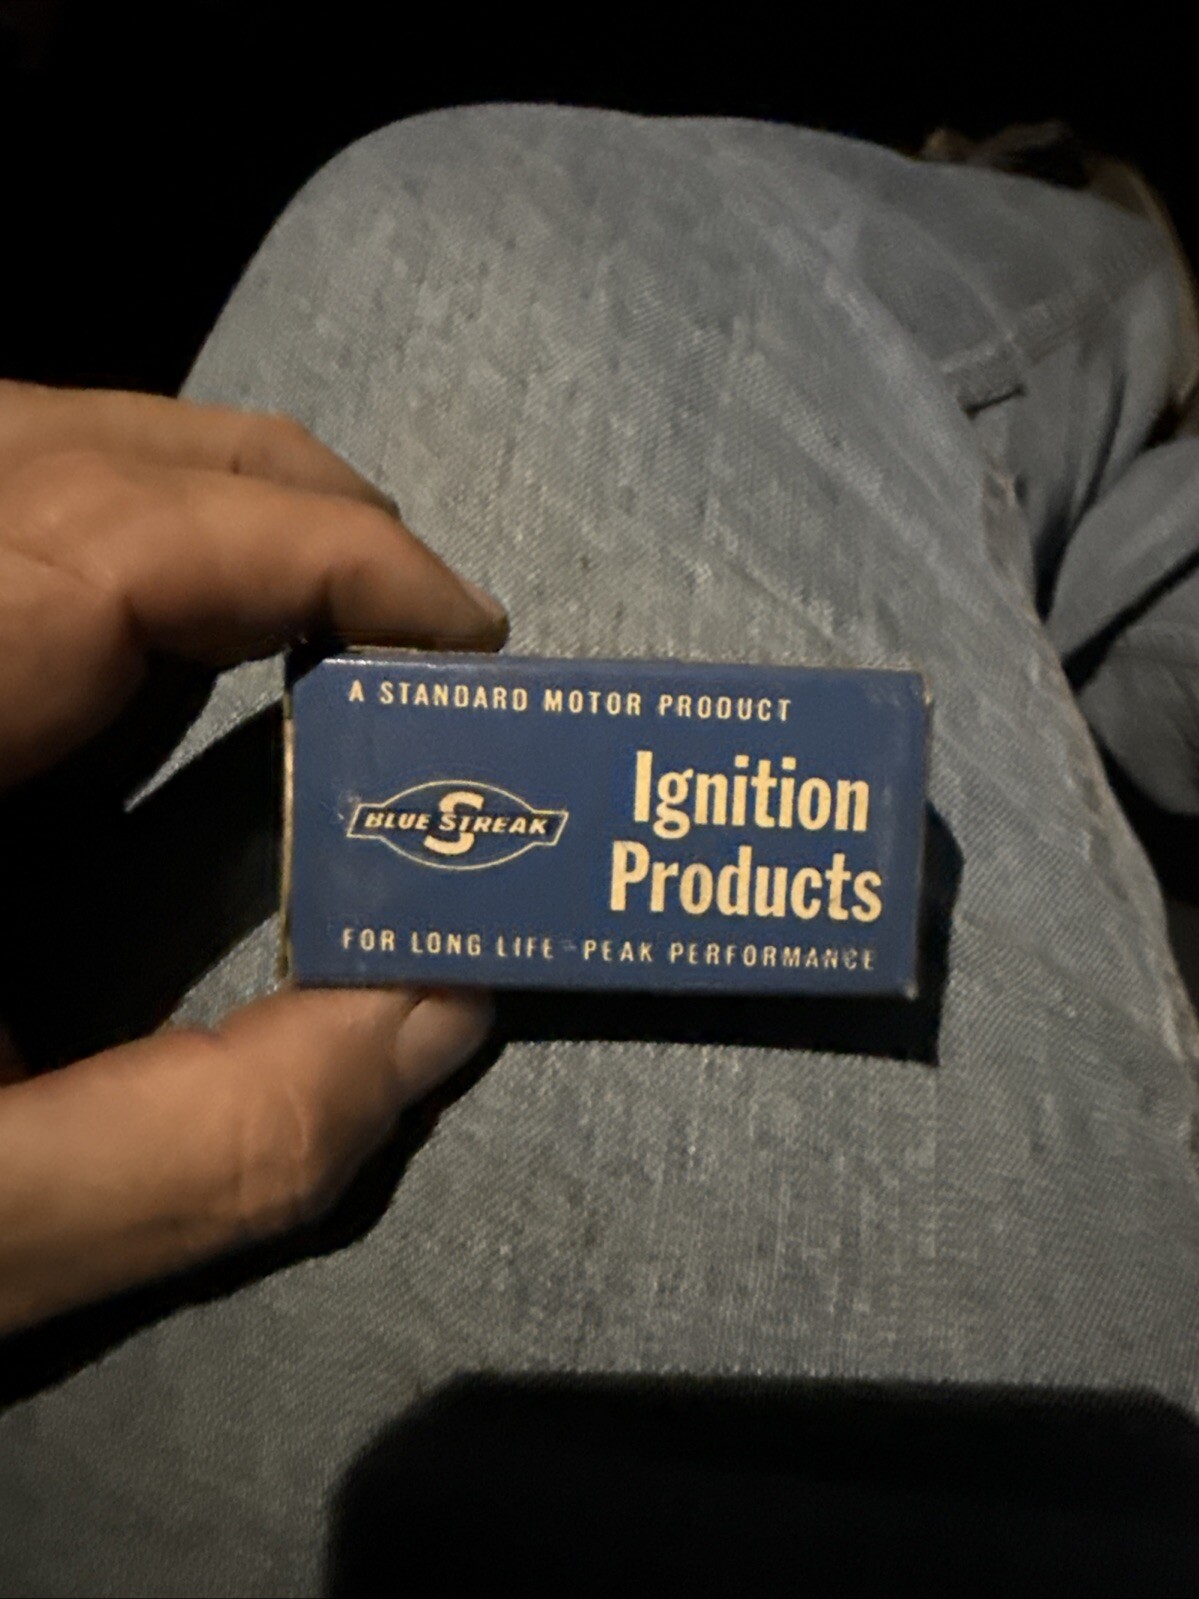 A STANDARD MOTOR PRODUCT
S
BLUE STREAK
Ignition
Products
FOR LONG LIFE - PEAK PERFORMANCE